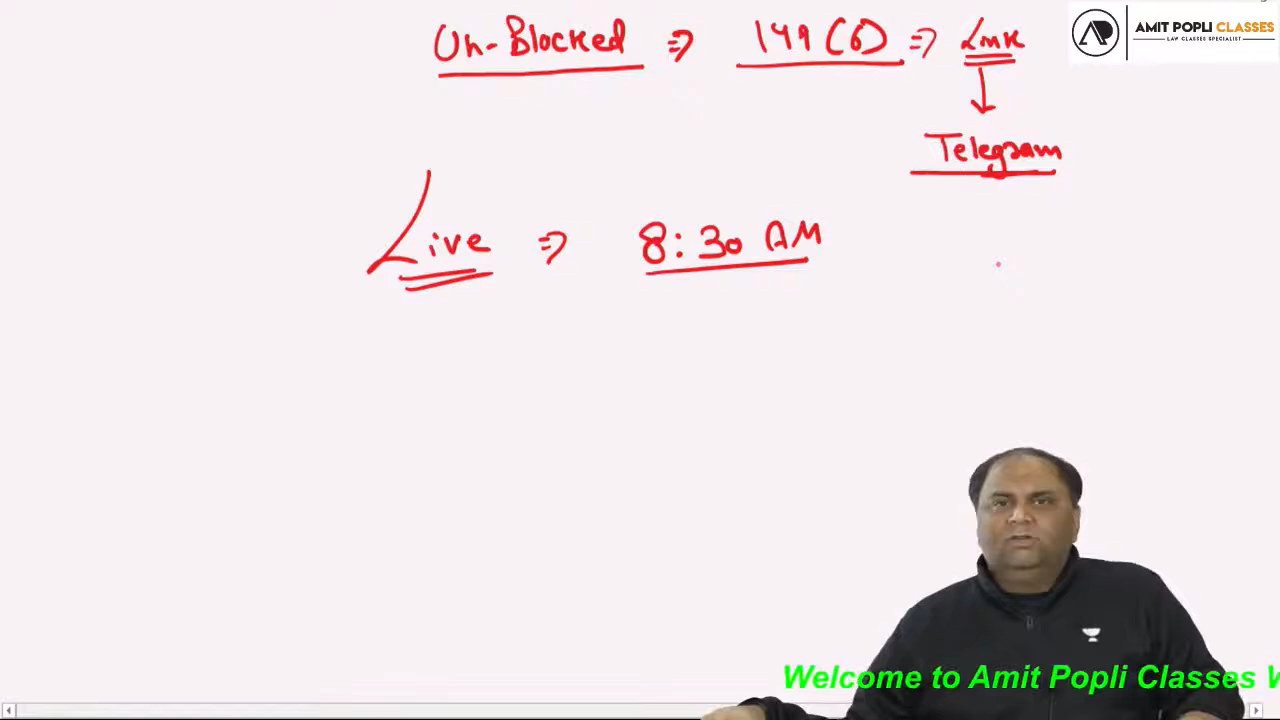 Un-Blocked ⇒ 149(6) ⇒ Link
AMIT POPLI CLASSES
LAW CLASSES SPECIALIST
Telegram
Live ⇒ 8:30 AM
Welcome to Amit Popli Classes W